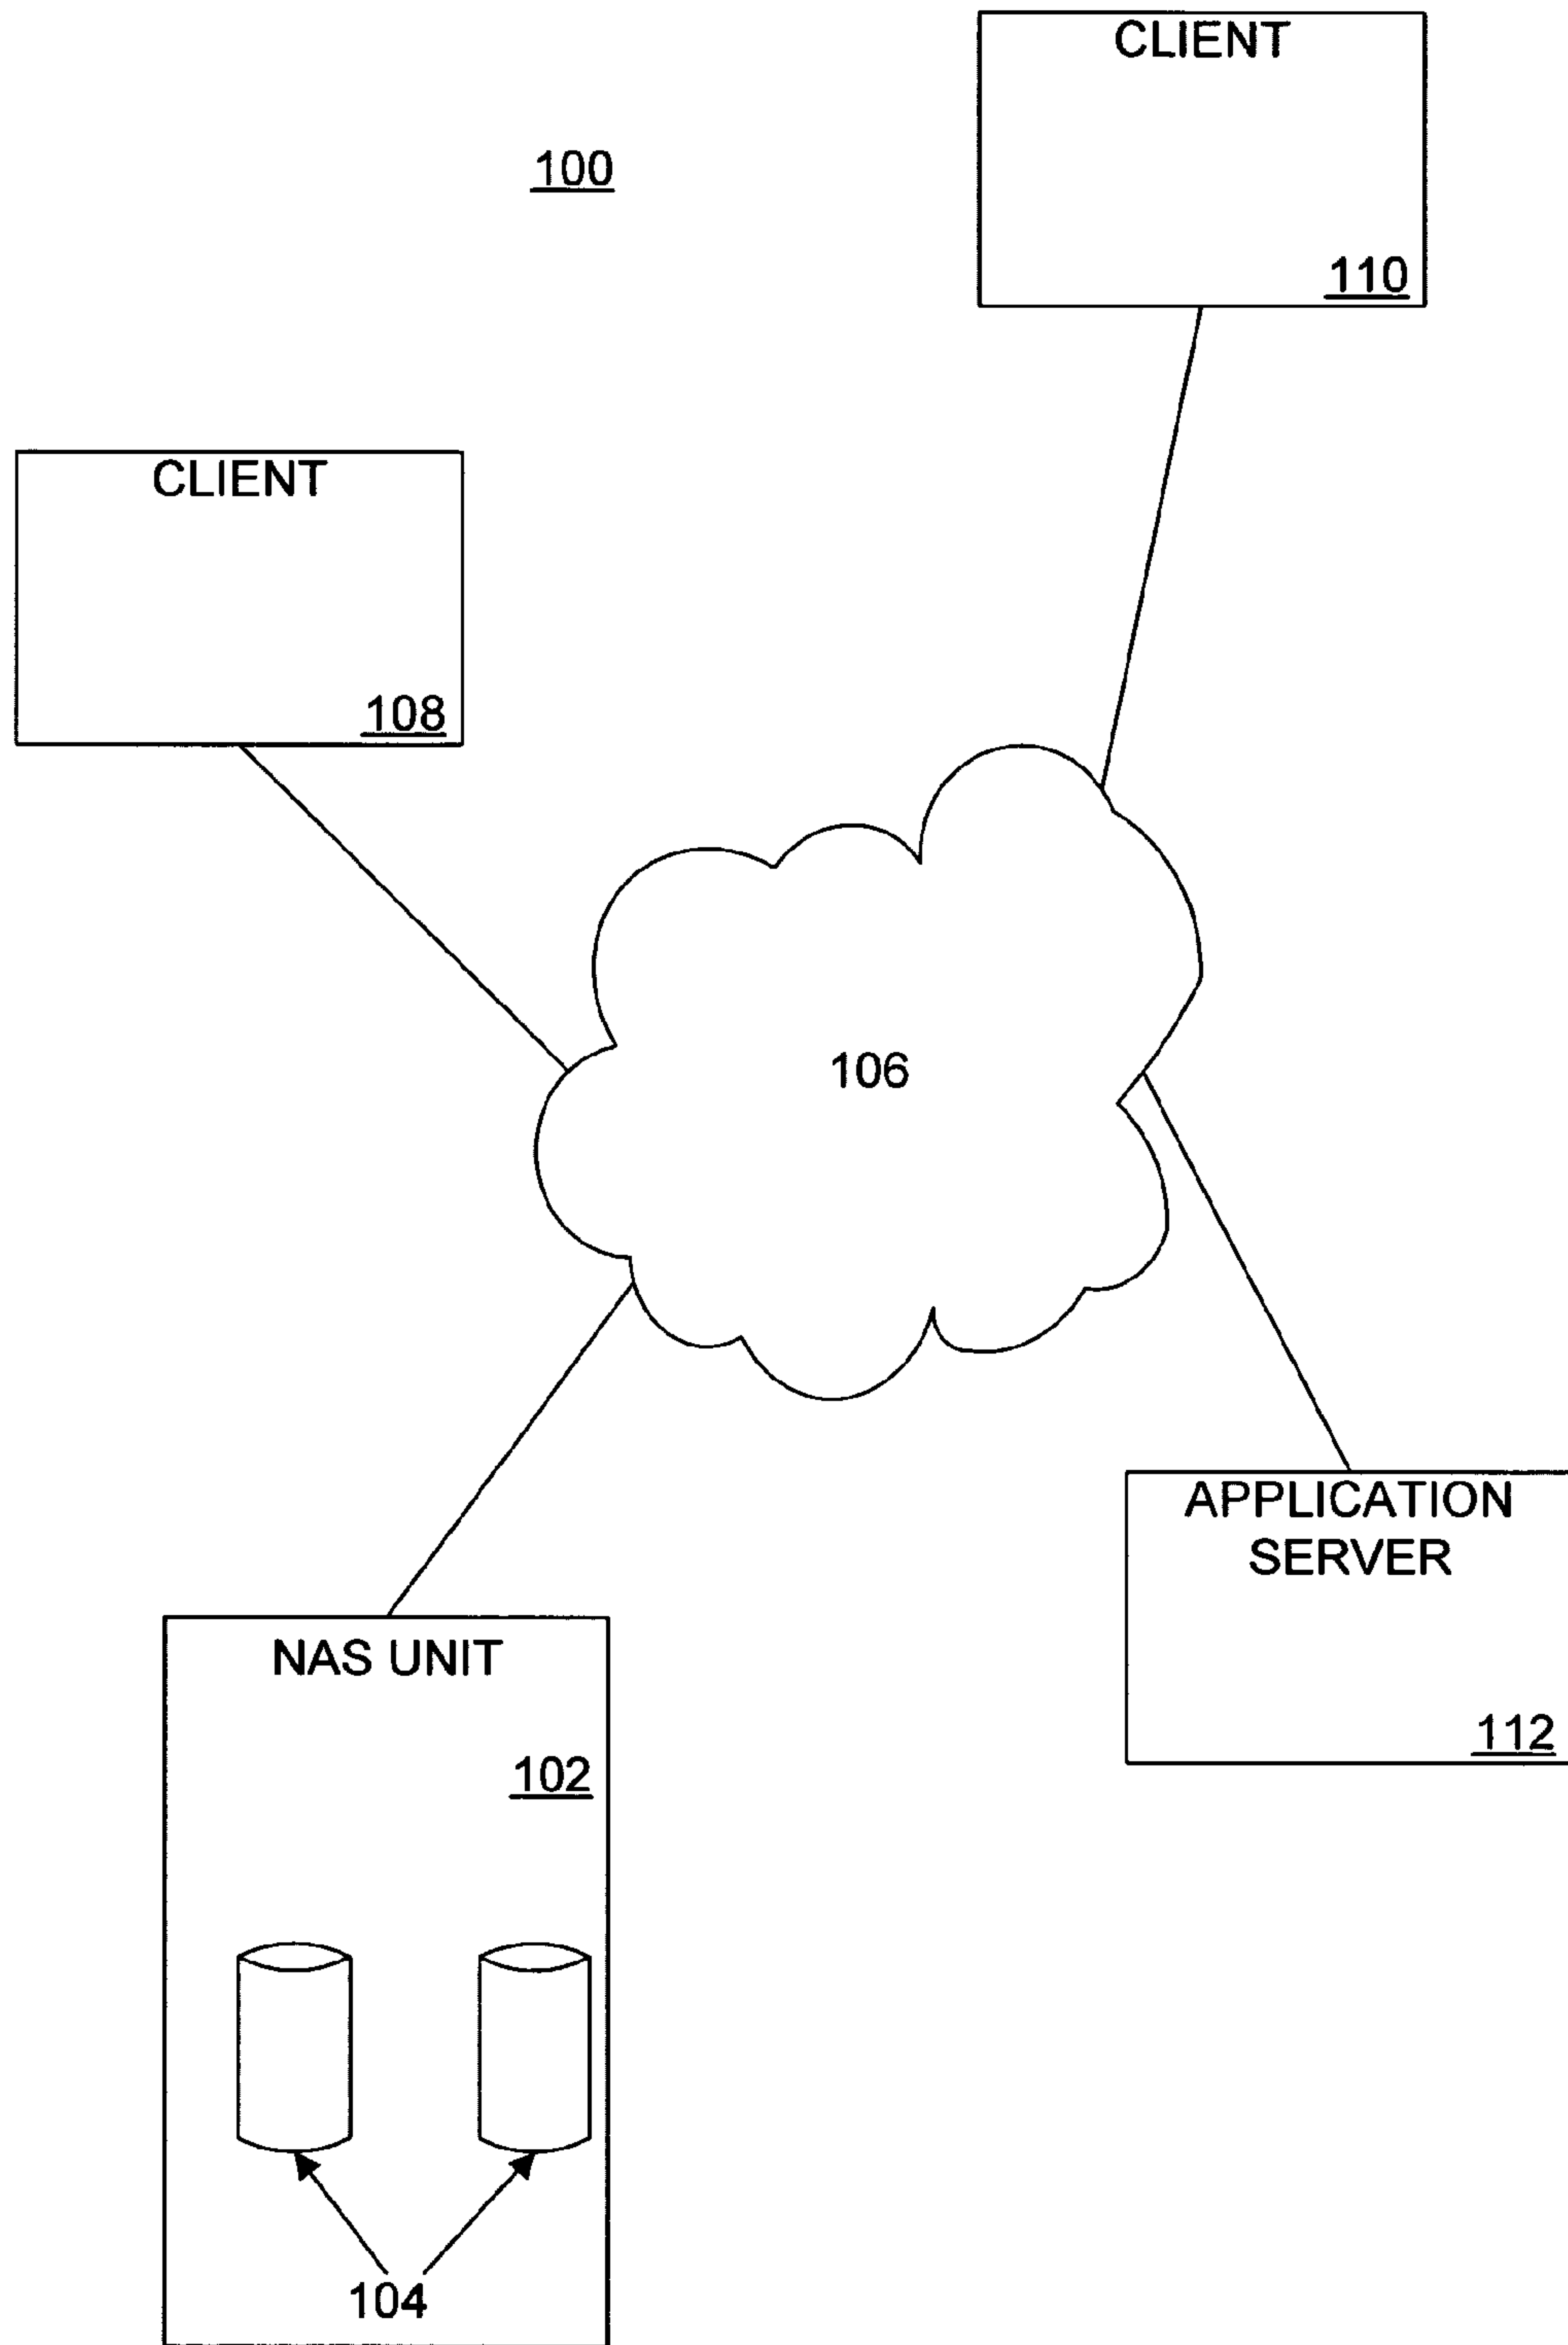 CLIENT
100
110
CLIENT
108
106
APPLICATION
SERVER
NAS UNIT
112
102
104